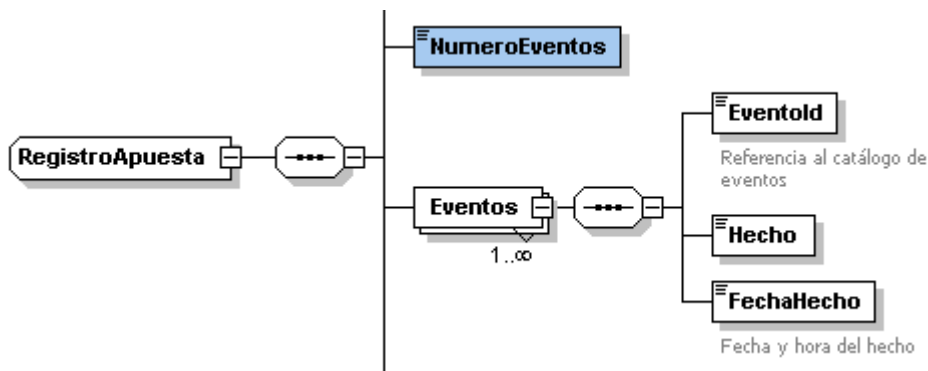 NumeroEventos
EventoId
Referencia al catálogo de
eventos
RegistroApuesta
Eventos
1..∞
Hecho
FechaHecho
Fecha y hora del hecho